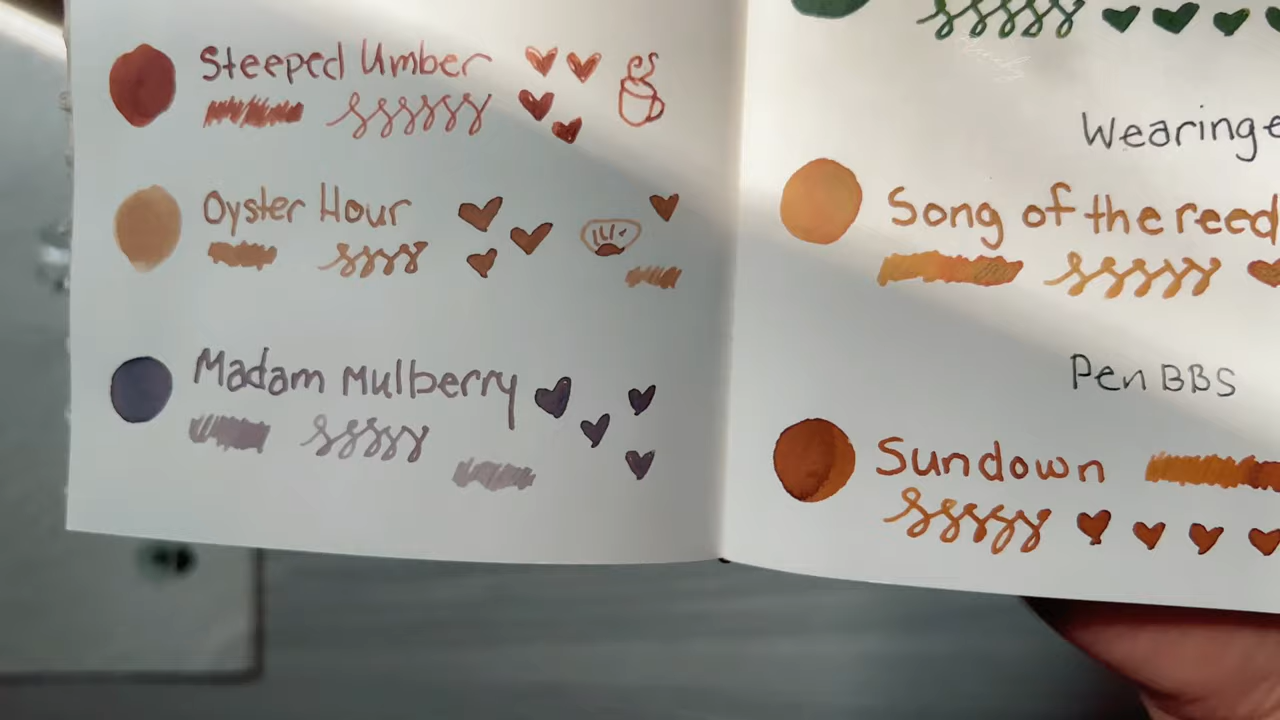 Steeped Umber
Oyster Hour
Madam Mulberry
Song of the reed
Pen BBS
Sundown